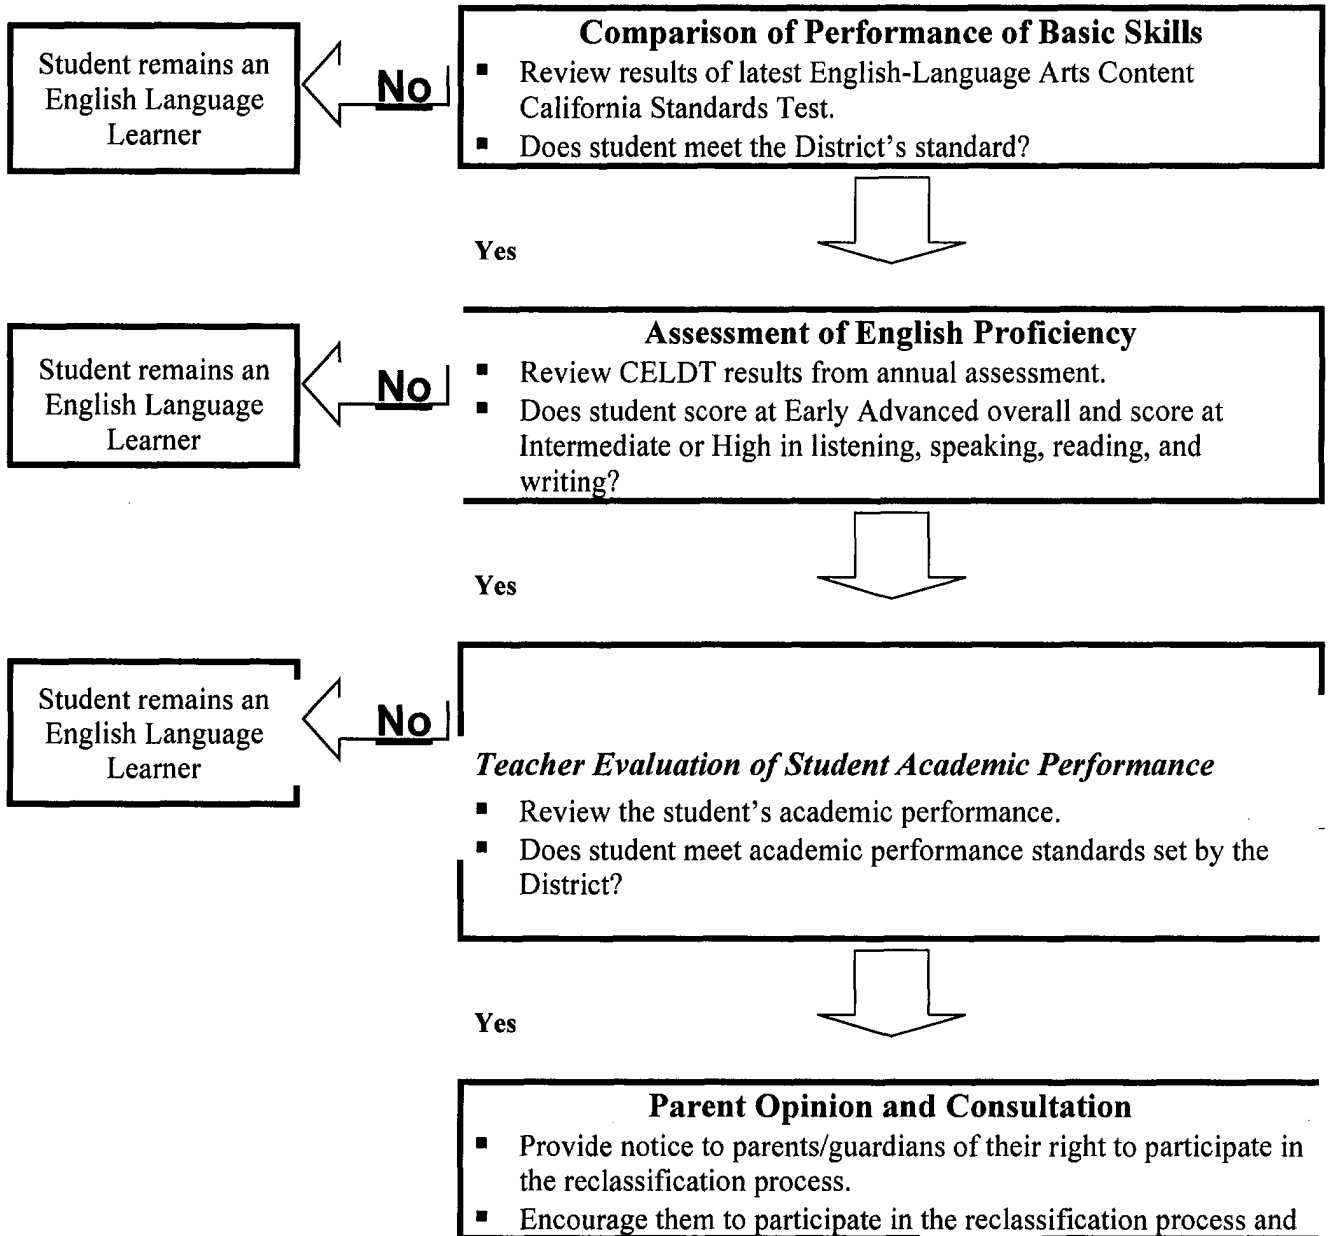 Comparison of Performance of Basic Skills
▪ Review results of latest English-Language Arts Content
California Standards Test.
▪ Does student meet the District's standard?
No
Student remains an
English Language
Learner
Yes
Assessment of English Proficiency
▪ Review CELDT results from annual assessment.
▪ Does student score at Early Advanced overall and score at
Intermediate or High in listening, speaking, reading, and
writing?
No
Student remains an
English Language
Learner
Yes
Teacher Evaluation of Student Academic Performance
▪ Review the student's academic performance.
▪ Does student meet academic performance standards set by the
District?
No
Student remains an
English Language
Learner
Yes
Parent Opinion and Consultation
▪ Provide notice to parents/guardians of their right to participate in
the reclassification process.
▪ Encourage them to participate in the reclassification process and